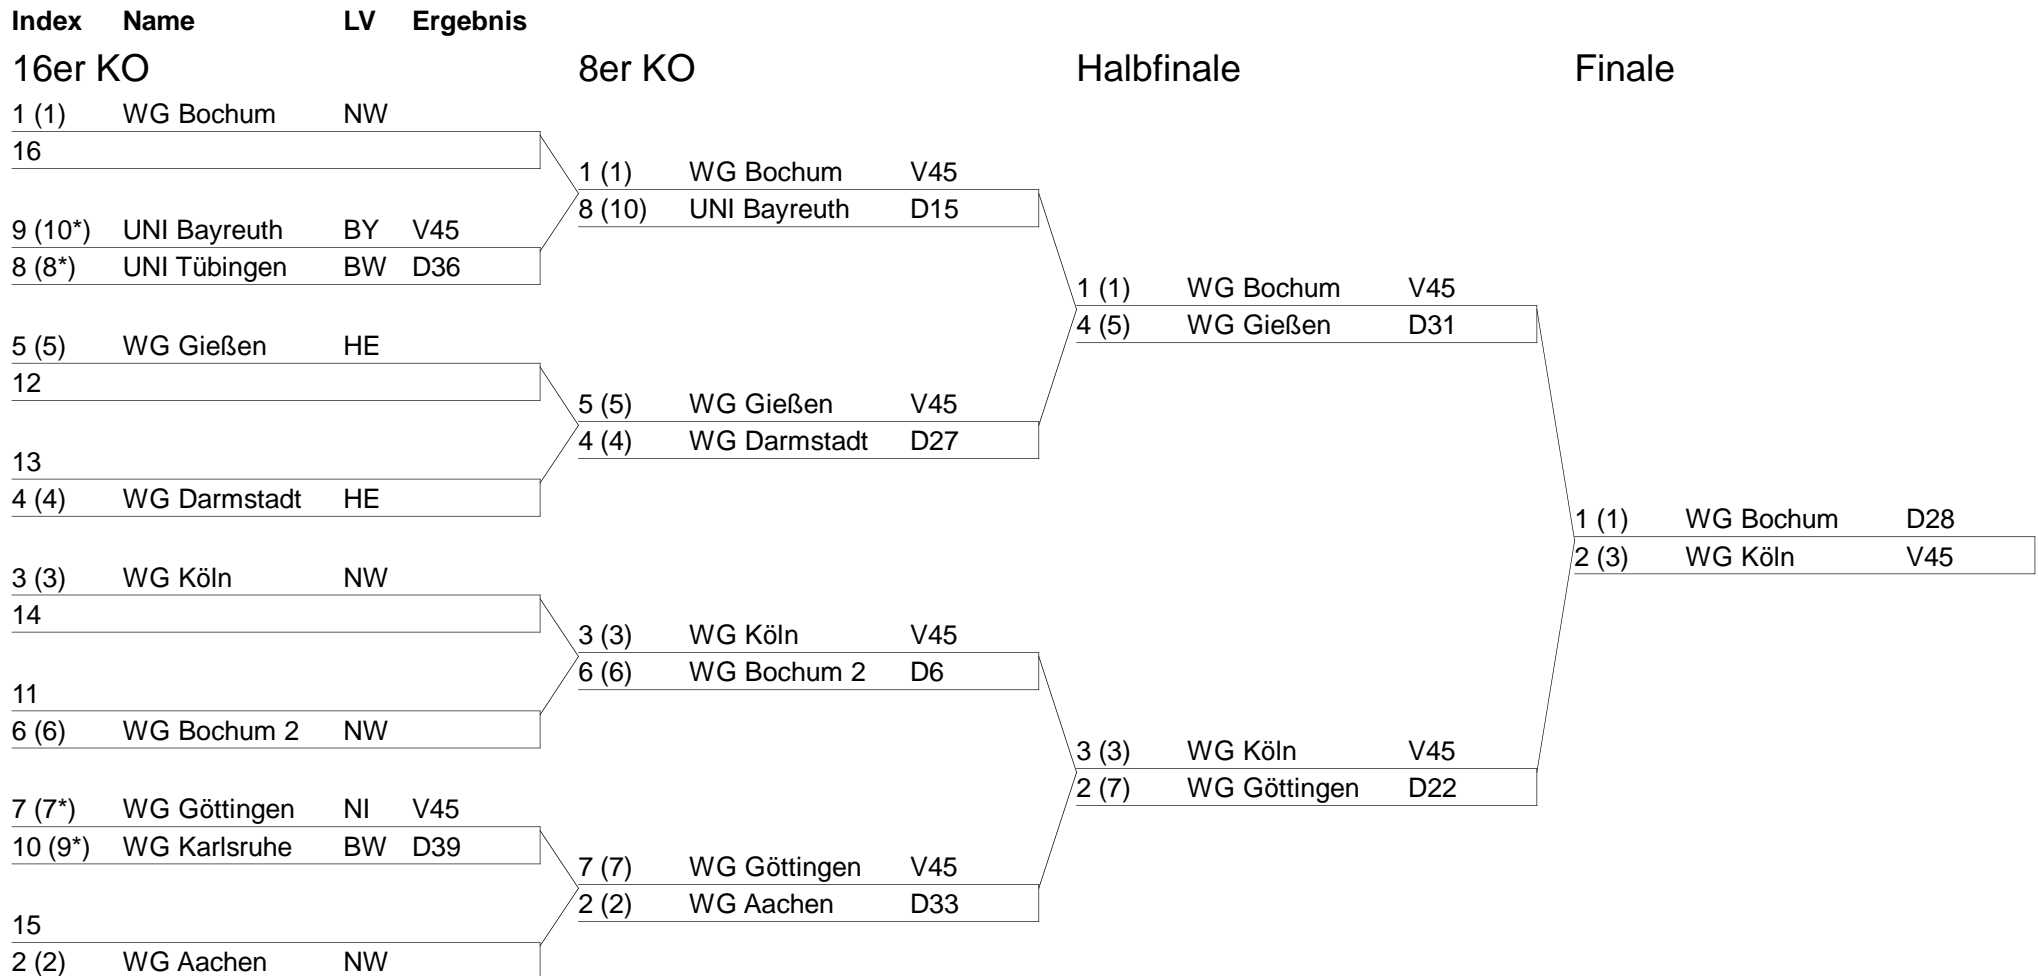 Index Name LV Ergebnis
16er KO 8er KO Halbfinale Finale
1 (1) WG Bochum NW
16
9 (10*) UNI Bayreuth BY V45
8 (8*) UNI Tübingen BW D36
5 (5) WG Gießen HE
12
13
4 (4) WG Darmstadt HE
3 (3) WG Köln NW
14
11
6 (6) WG Bochum 2 NW
7 (7*) WG Göttingen NI V45
10 (9*) WG Karlsruhe BW D39
15
2 (2) WG Aachen NW
1 (1) WG Bochum V45
8 (10) UNI Bayreuth D15
5 (5) WG Gießen V45
4 (4) WG Darmstadt D27
3 (3) WG Köln V45
6 (6) WG Bochum 2 D6
7 (7) WG Göttingen V45
2 (2) WG Aachen D33
1 (1) WG Bochum V45
4 (5) WG Gießen D31
3 (3) WG Köln V45
2 (7) WG Göttingen D22
1 (1) WG Bochum D28
2 (3) WG Köln V45